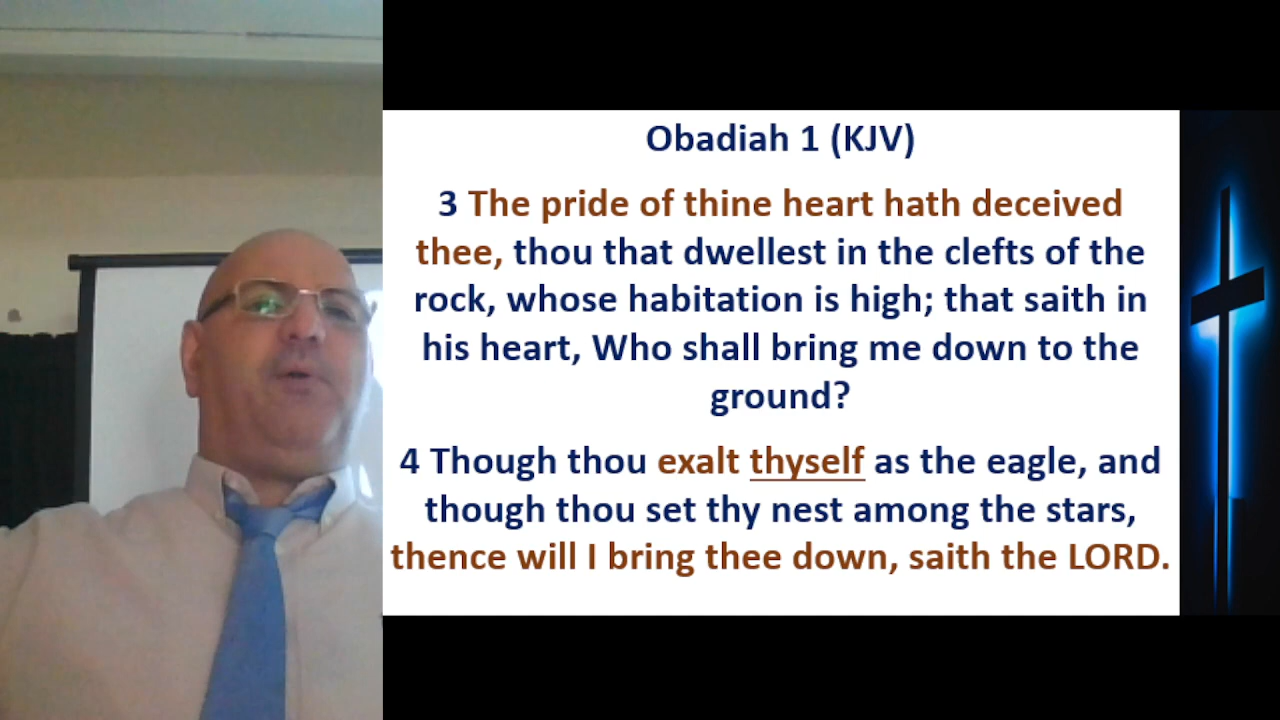 Obadiah 1 (KJV)
3 The pride of thine heart hath deceived
thee, thou that dwellest in the clefts of the
rock, whose habitation is high; that saith in
his heart, Who shall bring me down to the
ground?
4 Though thou exalt thyself as the eagle, and
though thou set thy nest among the stars,
thence will I bring thee down, saith the LORD.